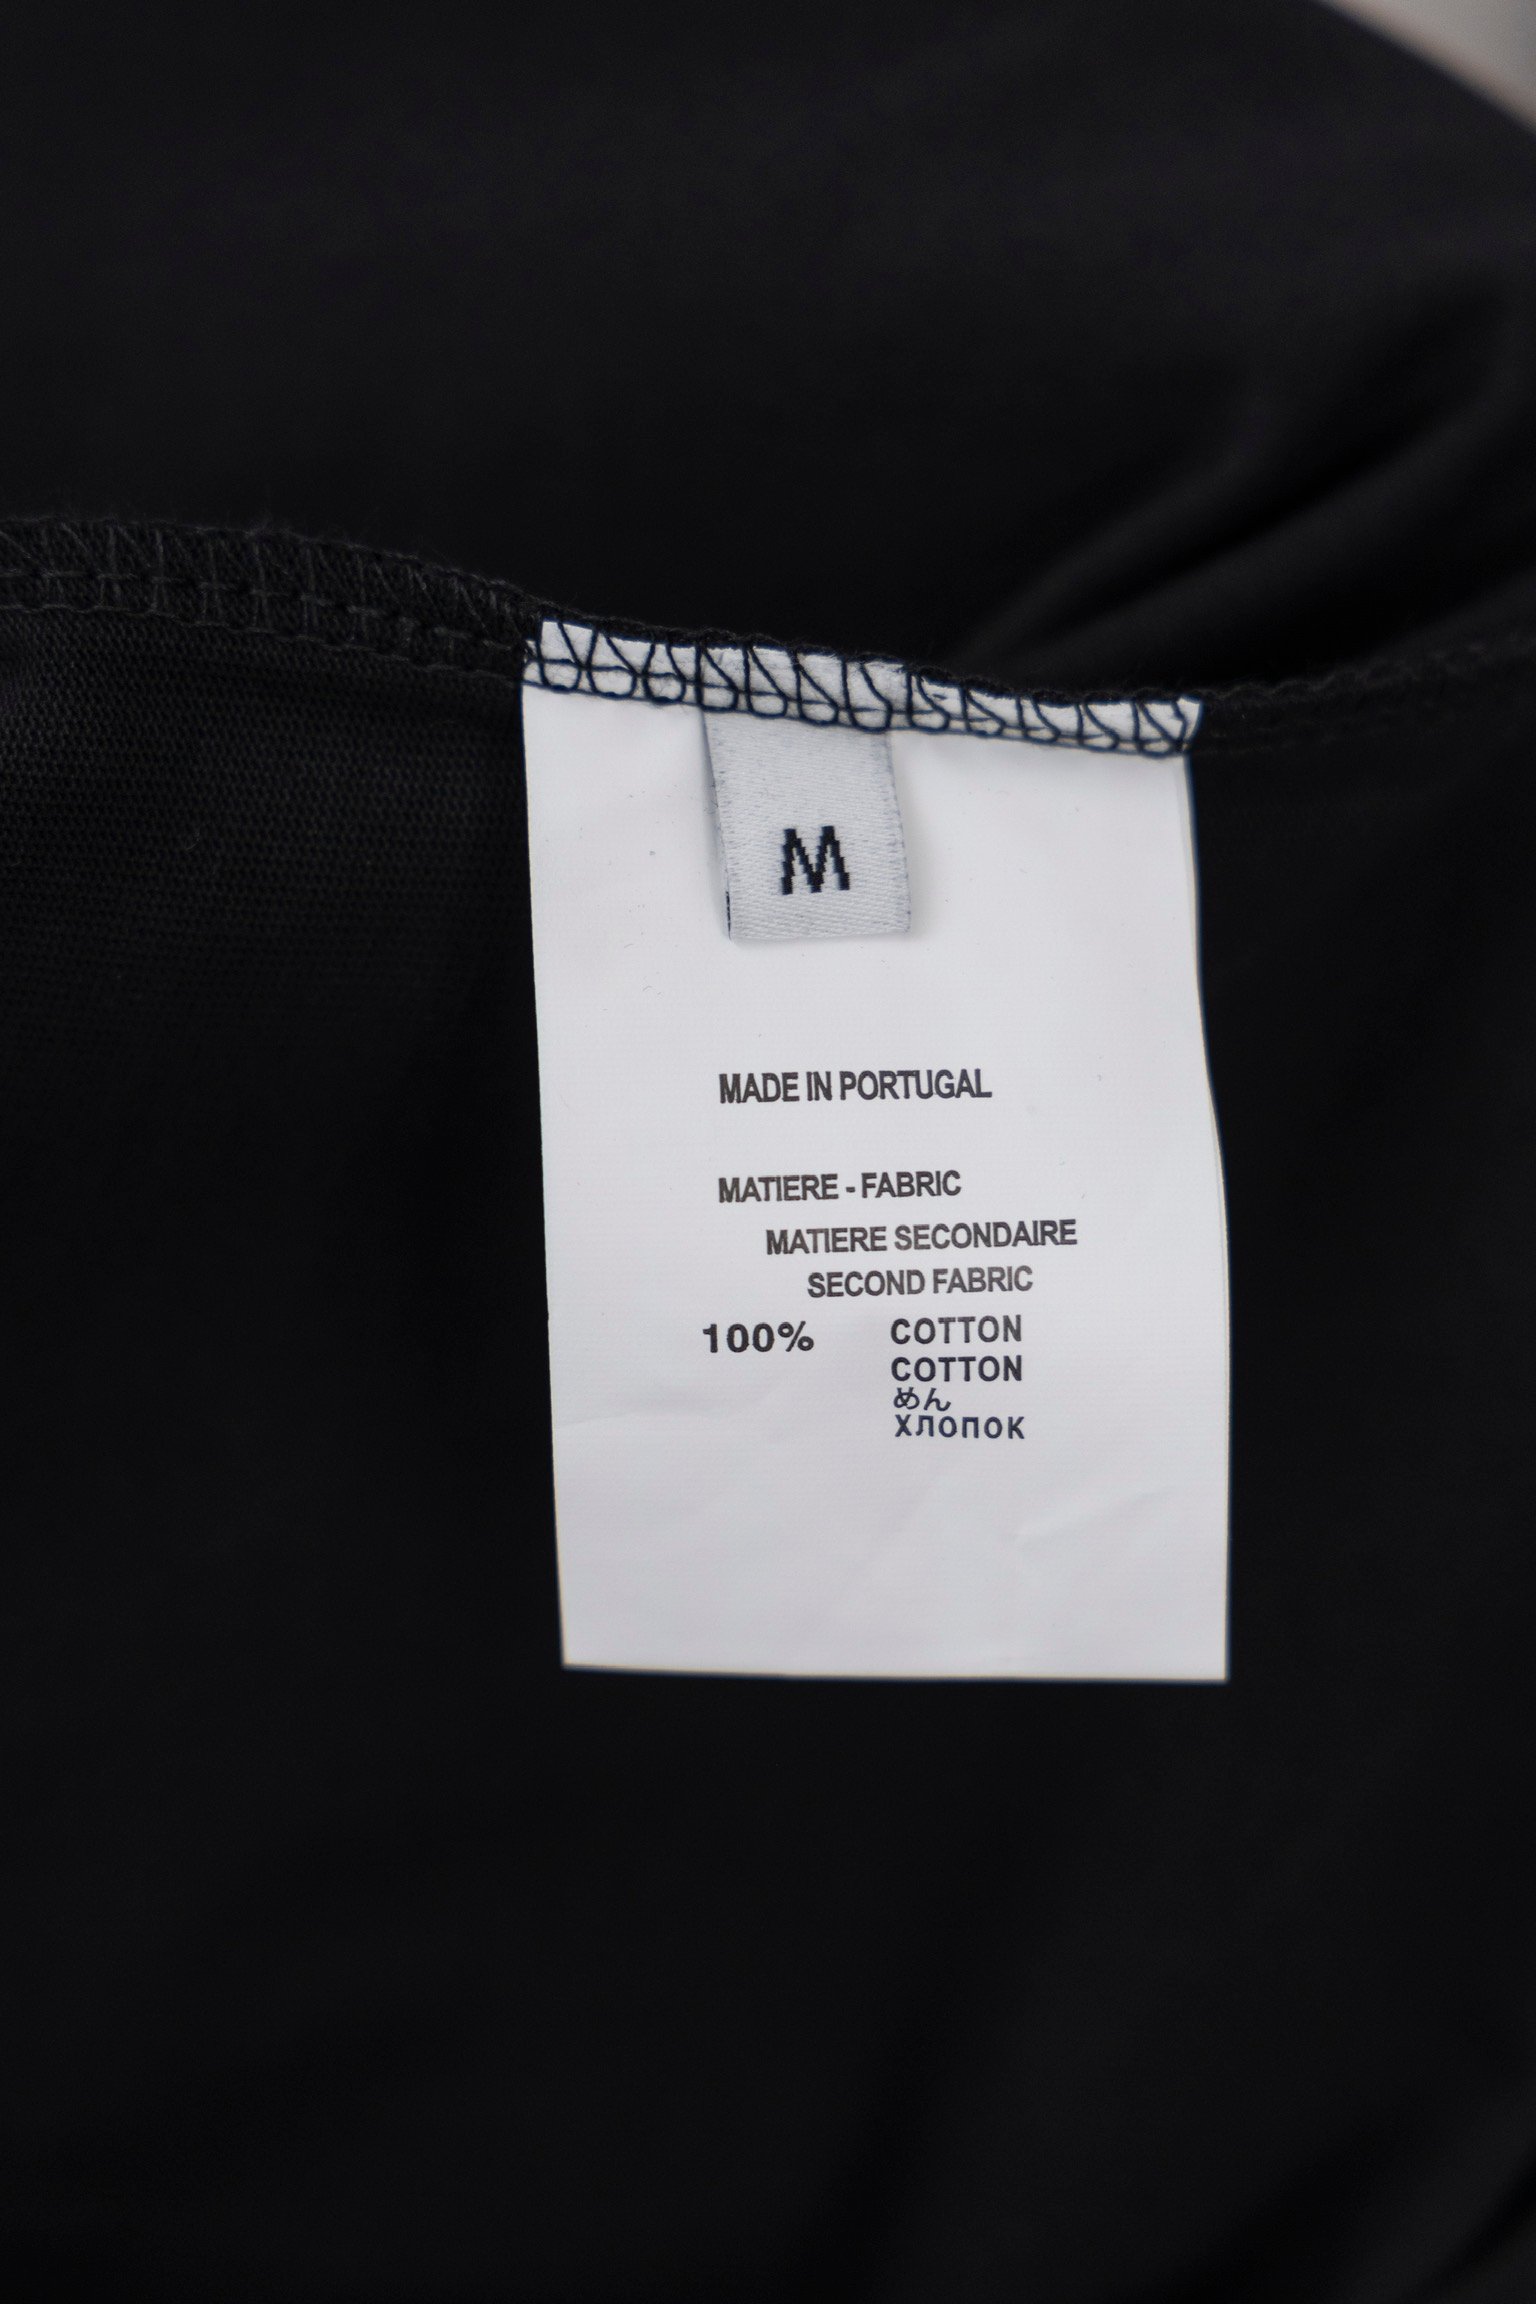 M
MADE IN PORTUGAL
MATIERE - FABRIC
MATIERE SECONDAIRE
SECOND FABRIC
100% COTTON
COTTON
めん
ХЛОПОК